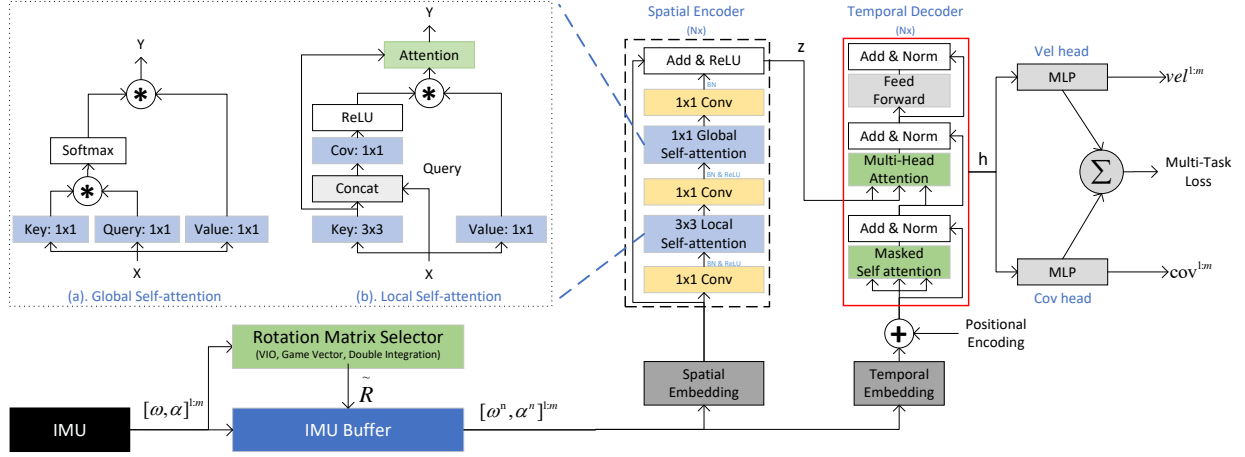 Y
*
Softmax
*
Key: 1x1
Query: 1x1
Value: 1x1
X
(a). Global Self-attention
Y
Attention
*
ReLU
Cov: 1x1
Query
Concat
Key: 3x3
Value: 1x1
X
(b). Local Self-attention
Spatial Encoder
(Nx)
Add & ReLU
BN
1x1 Conv
1x1 Global
Self-attention
BN & ReLU
1x1 Conv
3x3 Local
Self-attention
BN & ReLU
1x1 Conv
Spatial
Embedding
z
Temporal Decoder
(Nx)
Add & Norm
Feed
Forward
Add & Norm
Multi-Head
Attention
Add & Norm
Masked
Self attention
+
Positional
Encoding
Temporal
Embedding
h
Vel head
MLP
vel^{1:m}
Σ
Multi-Task
Loss
MLP
cov^{1:m}
Cov head
Rotation Matrix Selector
(VIO, Game Vector, Double Integration)
R̃
[ω,α]^{1:m}
IMU
IMU Buffer
[ω^n,α^n]^{1:m}